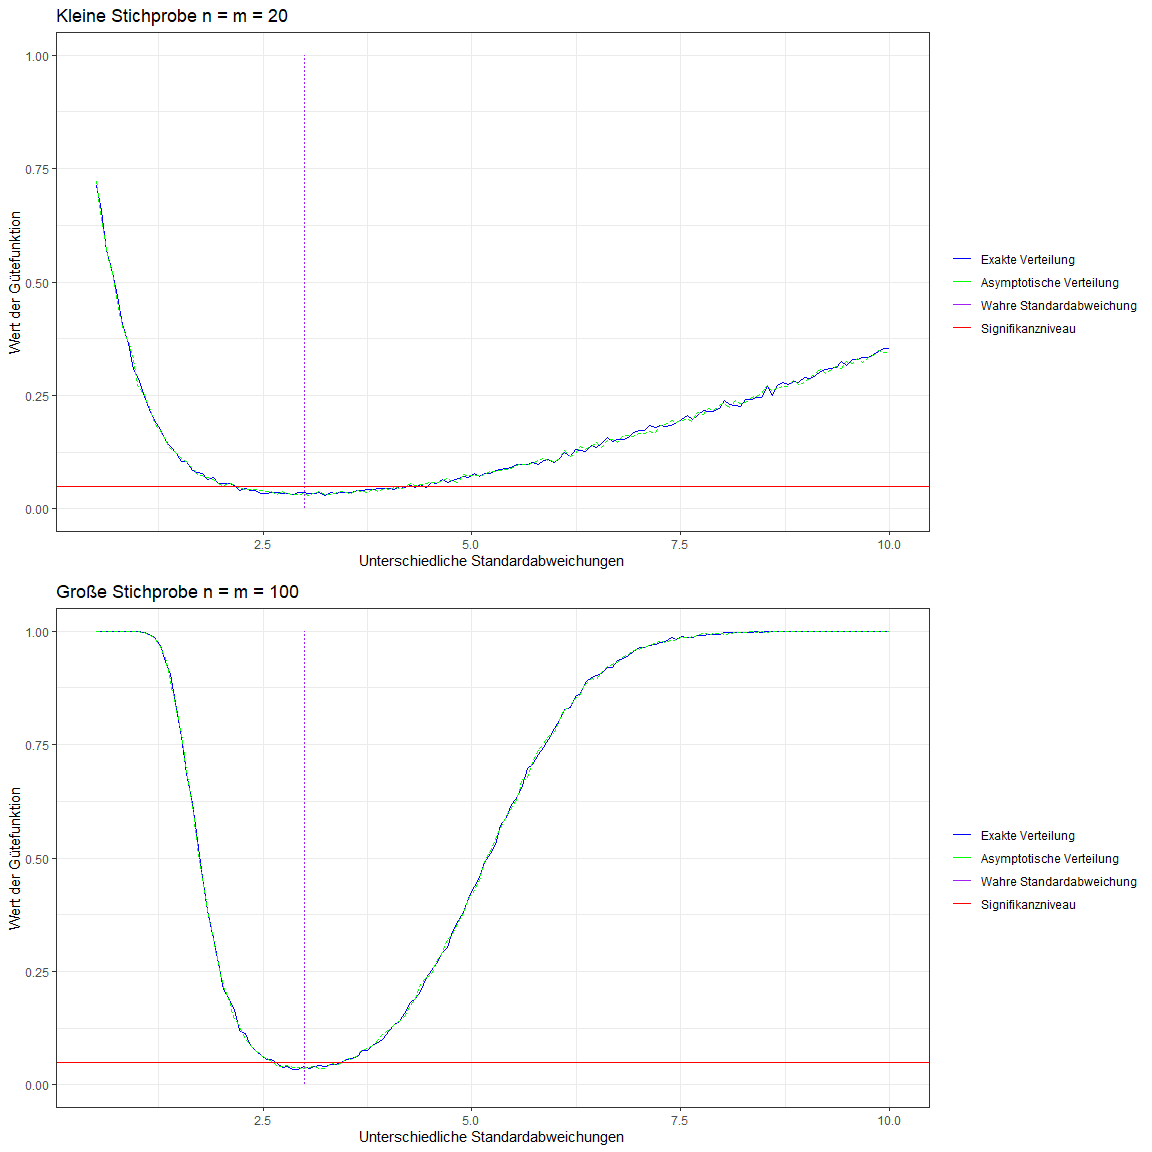 Kleine Stichprobe n = m = 20
Wert der Gütefunktion
1.00
0.75
0.50
0.25
0.00
2.5
5.0
7.5
10.0
Unterschiedliche Standardabweichungen
Exakte Verteilung
Asymptotische Verteilung
Wahre Standardabweichung
Signifikanzniveau
Große Stichprobe n = m = 100
Wert der Gütefunktion
1.00
0.75
0.50
0.25
0.00
2.5
5.0
7.5
10.0
Unterschiedliche Standardabweichungen
Exakte Verteilung
Asymptotische Verteilung
Wahre Standardabweichung
Signifikanzniveau